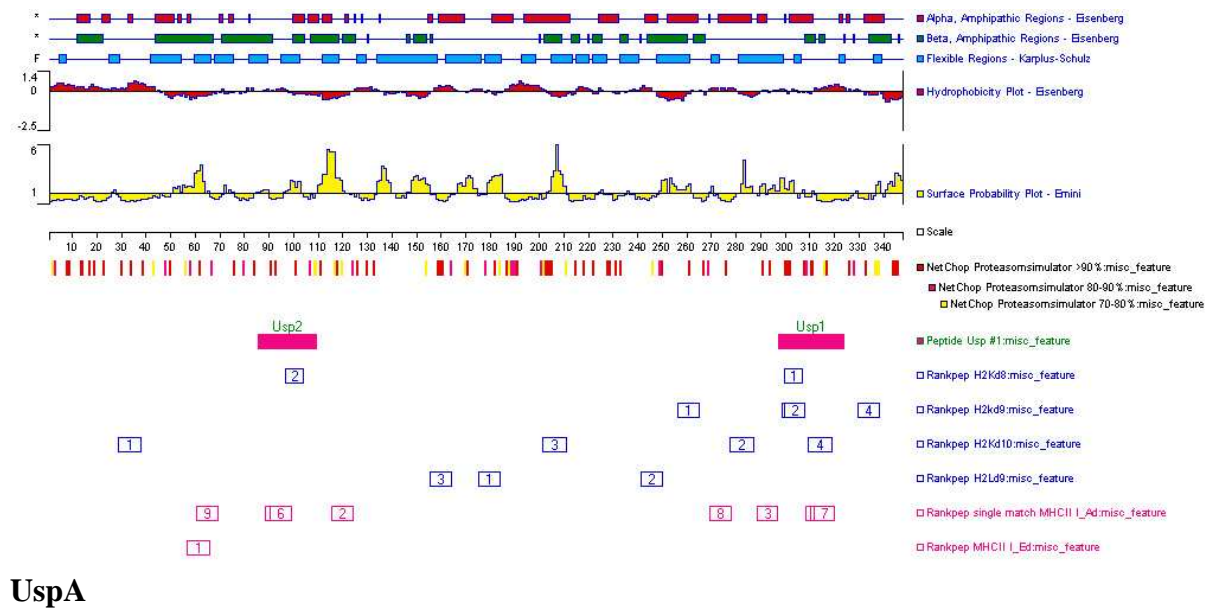 * Alpha, Amphipathic Regions - Eisenberg
* Beta, Amphipathic Regions - Eisenberg
F Flexible Regions - Karplus-Schulz
1.4
0 Hydrophobicity Plot - Eisenberg
-2.5
6
1 Surface Probability Plot - Emini
Scale
10 20 30 40 50 60 70 80 90 100 110 120 130 140 150 160 170 180 190 200 210 220 230 240 250 260 270 280 290 300 310 320 330 340
NetChop Proteasomsimulator >90%:misc_feature
NetChop Proteasomsimulator 80-90%:misc_feature
NetChop Proteasomsimulator 70-80%:misc_feature
Usp2 Usp1
Peptide Usp #1:misc_feature
2 1 Rankpep H2Kd8:misc_feature
1 2 4 Rankpep H2kd9:misc_feature
1 3 2 4 Rankpep H2Kd10:misc_feature
3 1 2 Rankpep H2Ld9:misc_feature
9 6 2 8 3 7 Rankpep single match MHCII I_Ad:misc_feature
1 Rankpep MHCII I_Ed:misc_feature
UspA